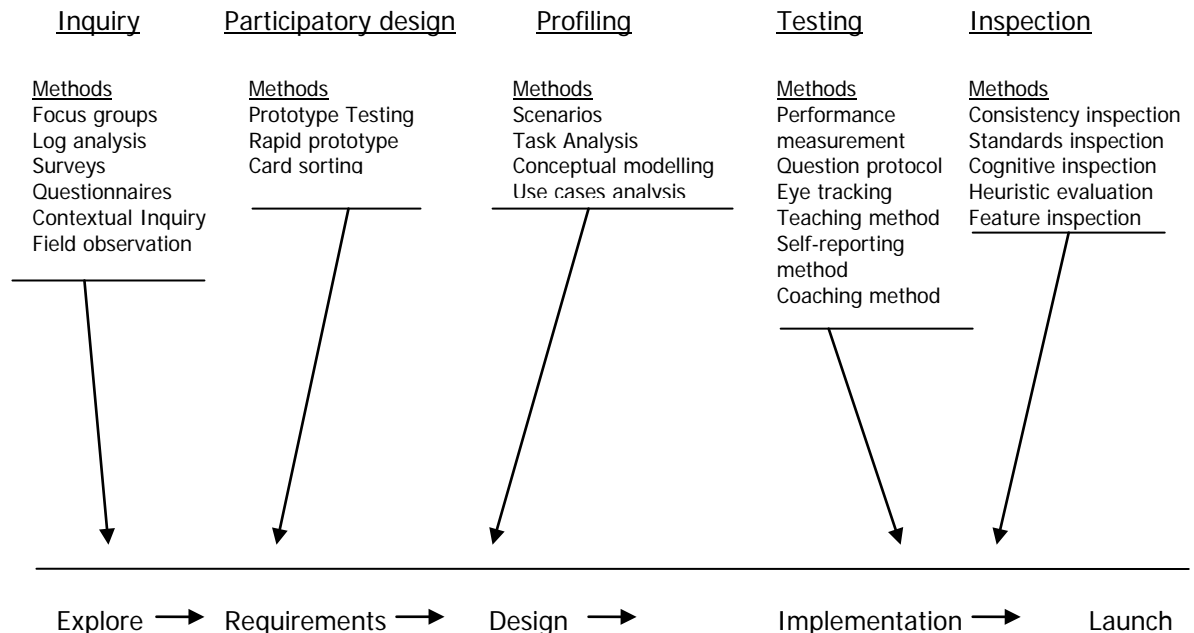 Inquiry
Methods
Focus groups
Log analysis
Surveys
Questionnaires
Contextual Inquiry
Field observation
Participatory design
Methods
Prototype Testing
Rapid prototype
Card sorting
Profiling
Methods
Scenarios
Task Analysis
Conceptual modelling
Use cases analysis
Testing
Methods
Performance
measurement
Question protocol
Eye tracking
Teaching method
Self-reporting
method
Coaching method
Inspection
Methods
Consistency inspection
Standards inspection
Cognitive inspection
Heuristic evaluation
Feature inspection
Explore Requirements Design Implementation Launch